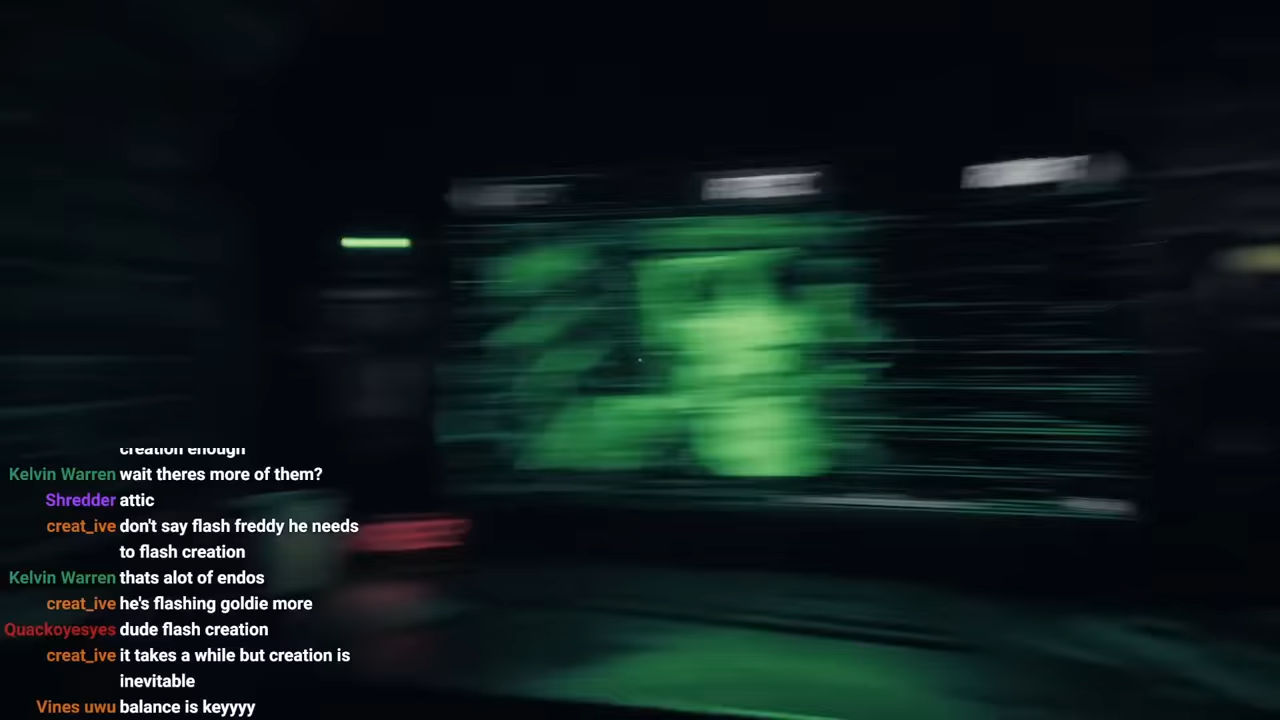 creation enough
Kelvin Warren wait theres more of them?
Shredder attic
creat_ive don't say flash freddy he needs
to flash creation
Kelvin Warren thats alot of endos
creat_ive he's flashing goldie more
Quackoyesyes dude flash creation
creat_ive it takes a while but creation is
inevitable
Vines uwu balance is keyyyy